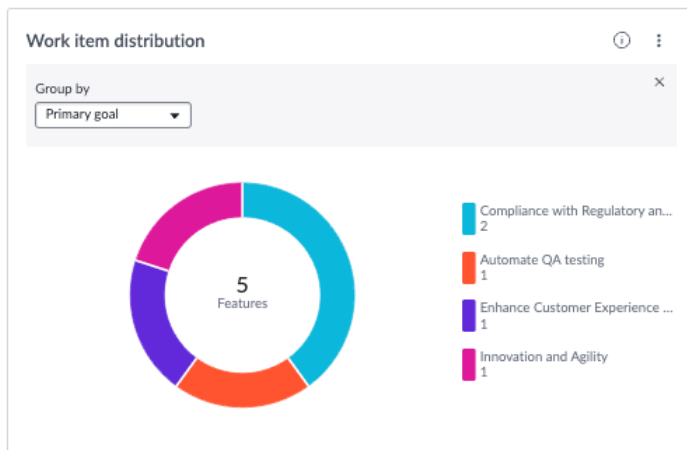 Work item distribution
Group by
Primary goal
5
Features
Compliance with Regulatory an...
2
Automate QA testing
1
Enhance Customer Experience ...
1
Innovation and Agility
1